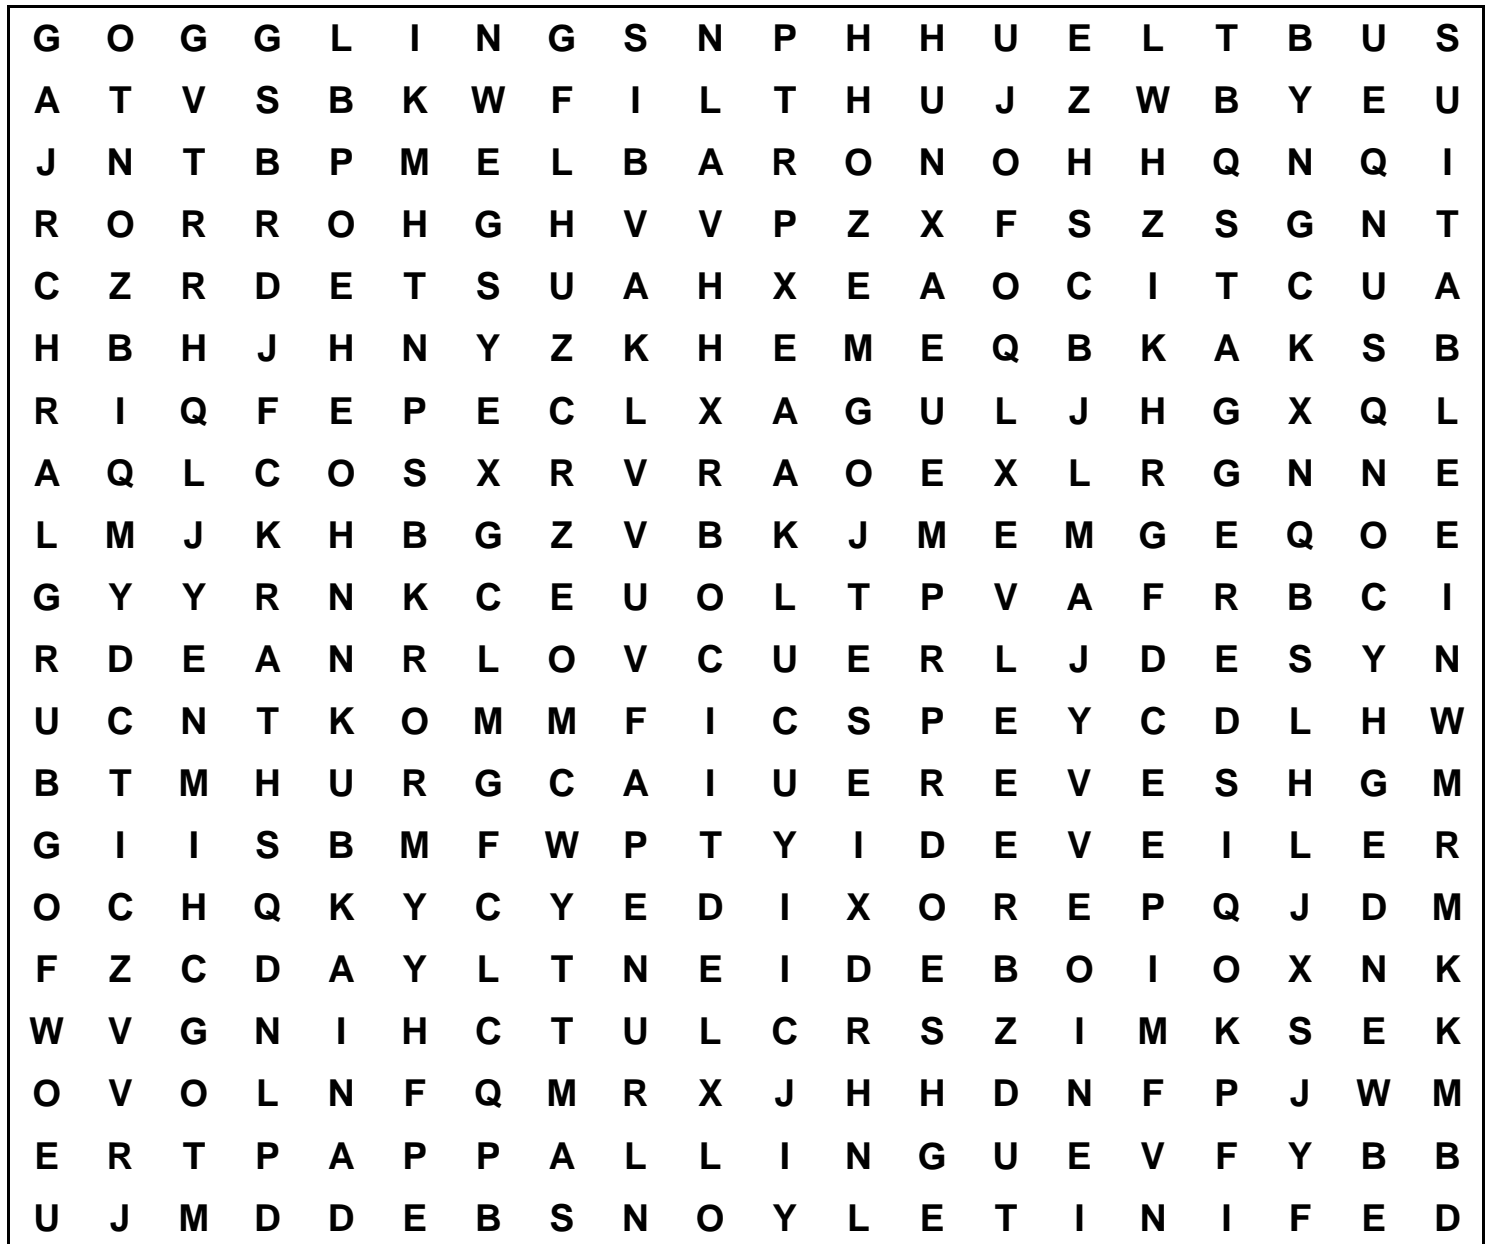 G O G G L I N G S N P H H U E L T B U S
A T V S B K W F I L T H U J Z W B Y E U
J N T B P M E L B A R O N O H H Q N Q I
R O R R O H G H V V P Z X F S Z S G N T
C Z R D E T S U A H X E A O C I T C U A
H B H J H N Y Z K H E M E Q B K A K S B
R I Q F E P E C L X A G U L J H G X Q L
A Q L C O S X R V R A O E X L R G N N E
L M J K H B G Z V B K J M E M G E Q O E
G Y Y R N K C E U O L T P V A F R B C I
R D E A N R L O V C U E R L J D E S Y N
U C N T K O M M F I C S P E Y C D L H W
B T M H U R G C A I U E R E V E S H G M
G I I S B M F W P T Y I D E V E I L E R
O C H Q K Y C Y E D I X O R E P Q J D M
F Z C D A Y L T N E I D E B O I O X N K
W V G N I H C T U L C R S Z I M K S E K
O V O L N F Q M R X J H H D N F P J W M
E R T P A P P A L L I N G U E V F Y B B
U J M D D E B S N O Y L E T I N I F E D